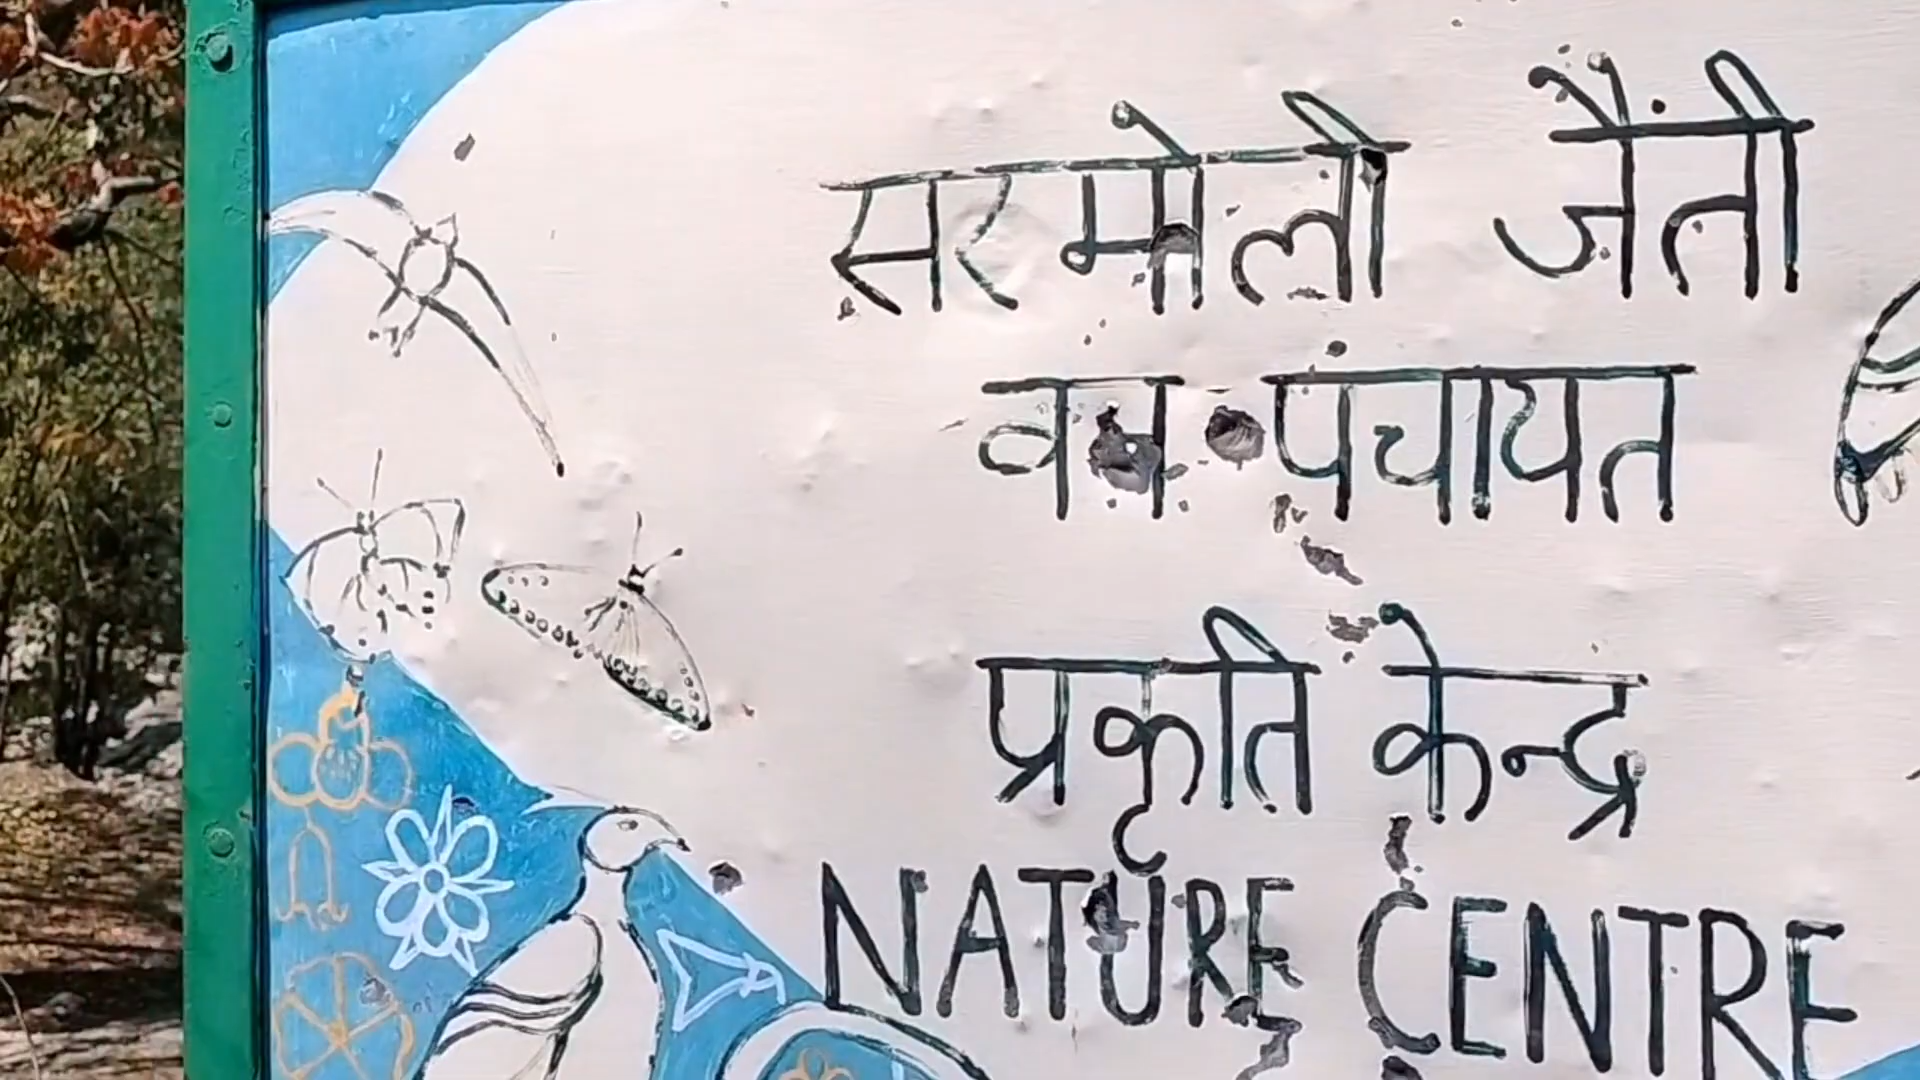 सरमोली जैंती
वन पंचायत
प्रकृति केन्द्र
NATURE CENTRE